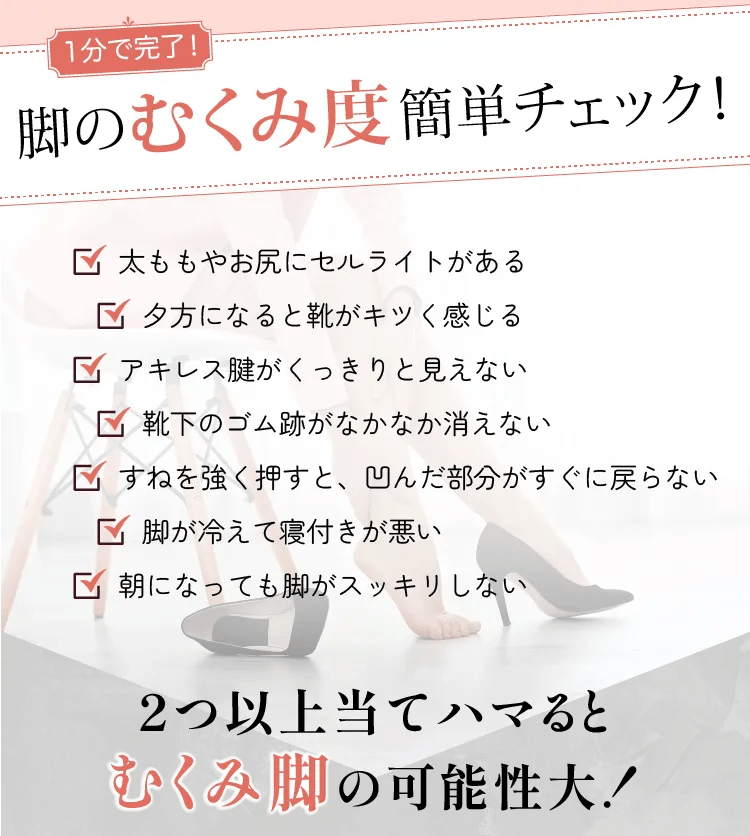 1分で完了!
脚のむくみ度簡単チェック!
太ももやお尻にセルライトがある
夕方になると靴がキツく感じる
アキレス腱がくっきりと見えない
靴下のゴム跡がなかなか消えない
すねを強く押すと、凹んだ部分がすぐに戻らない
脚が冷えて寝付きが悪い
朝になっても脚がスッキリしない
2つ以上当てハマると
むくみ脚の可能性大!